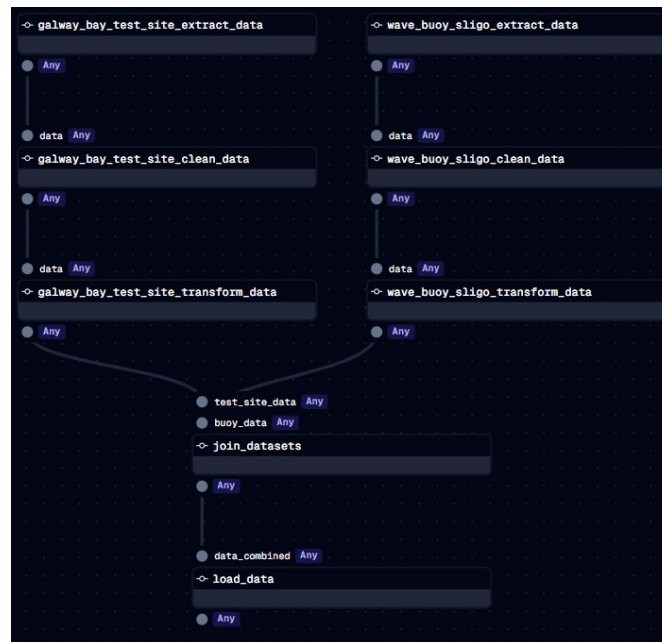 galway_bay_test_site_extract_data
Any
data Any
galway_bay_test_site_clean_data
Any
data Any
galway_bay_test_site_transform_data
Any
wave_buoy_sligo_extract_data
Any
data Any
wave_buoy_sligo_clean_data
Any
data Any
wave_buoy_sligo_transform_data
Any
test_site_data Any
buoy_data Any
join_datasets
Any
data_combined Any
load_data
Any